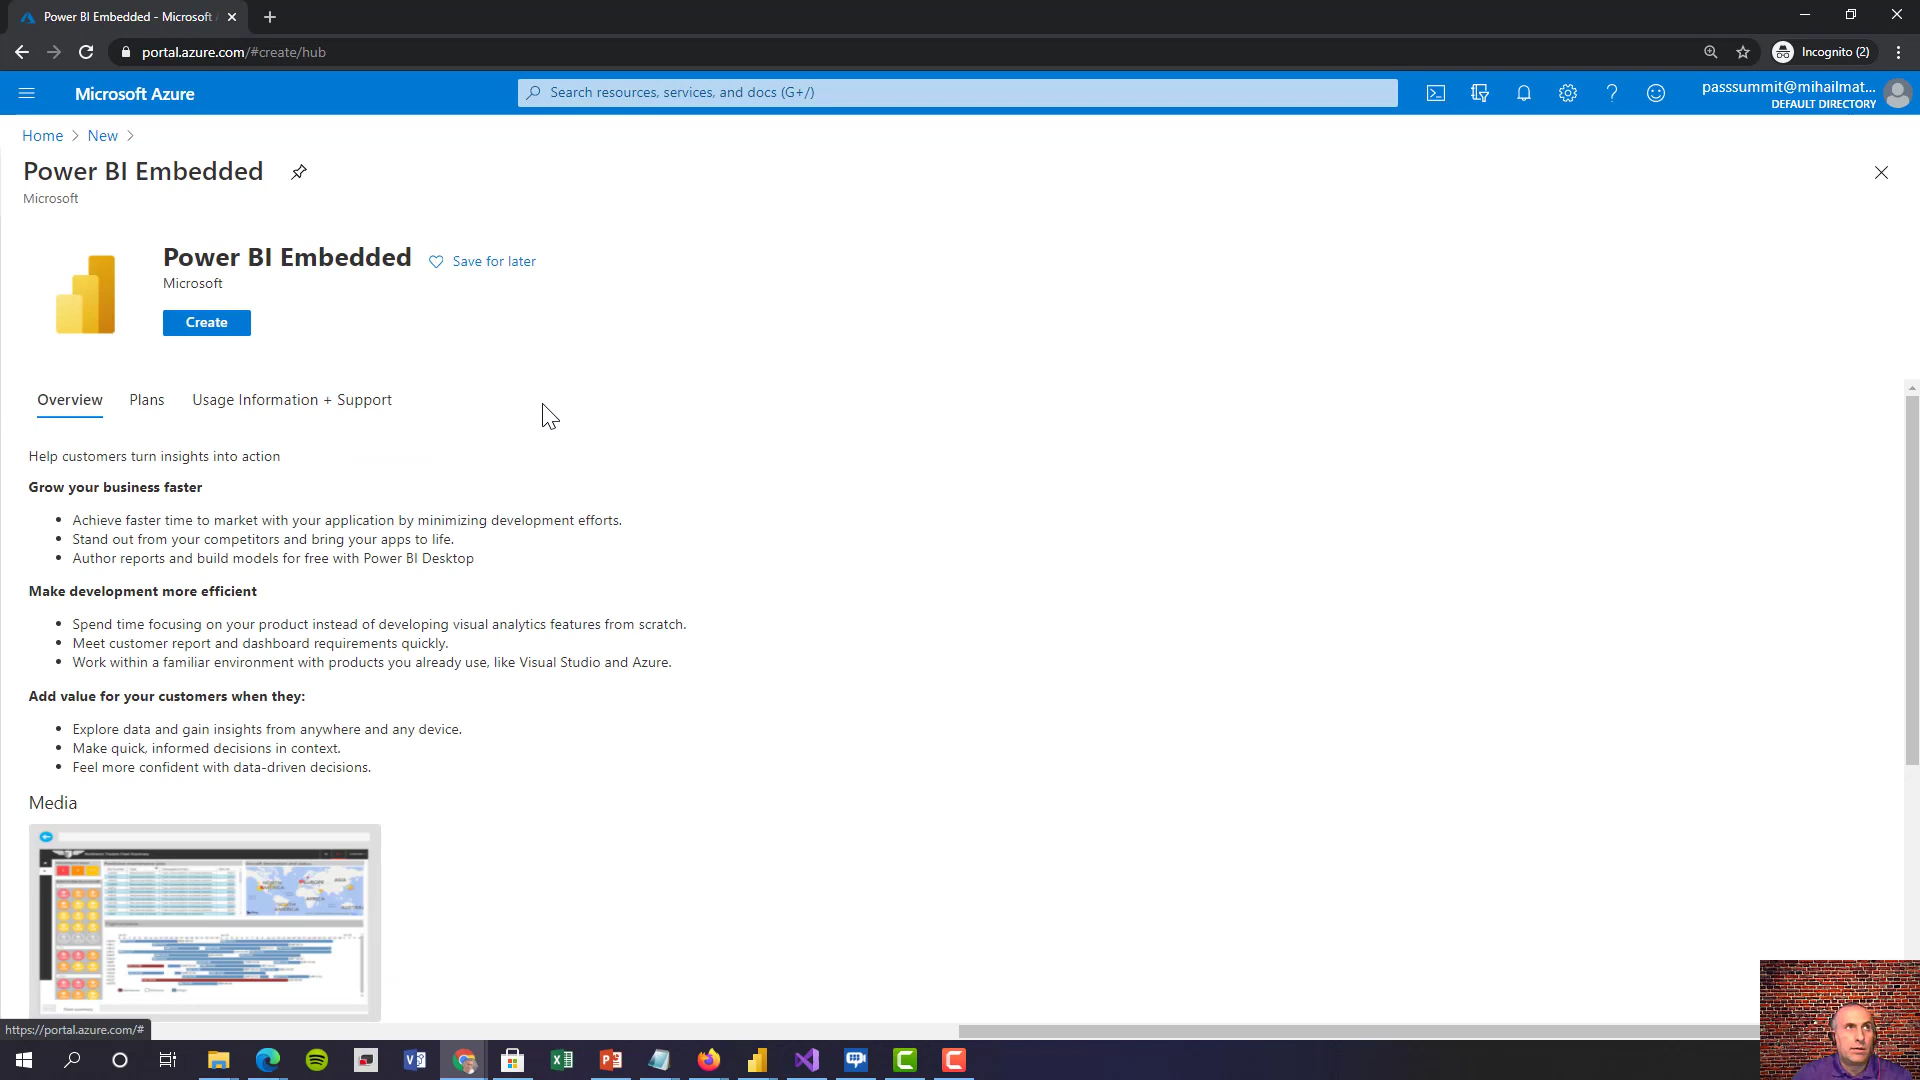 Power BI Embedded - Microsoft
portal.azure.com/#create/hub
Incognito (2)
Microsoft Azure
Search resources, services, and docs (G+/)
passsummit@mihailmat...
DEFAULT DIRECTORY
Home > New >
Power BI Embedded
Microsoft
Power BI Embedded
Save for later
Microsoft
Create
Overview
Plans
Usage Information + Support
Help customers turn insights into action
Grow your business faster
Achieve faster time to market with your application by minimizing development efforts.
Stand out from your competitors and bring your apps to life.
Author reports and build models for free with Power BI Desktop
Make development more efficient
Spend time focusing on your product instead of developing visual analytics features from scratch.
Meet customer report and dashboard requirements quickly.
Work within a familiar environment with products you already use, like Visual Studio and Azure.
Add value for your customers when they:
Explore data and gain insights from anywhere and any device.
Make quick, informed decisions in context.
Feel more confident with data-driven decisions.
Media
https://portal.azure.com/#